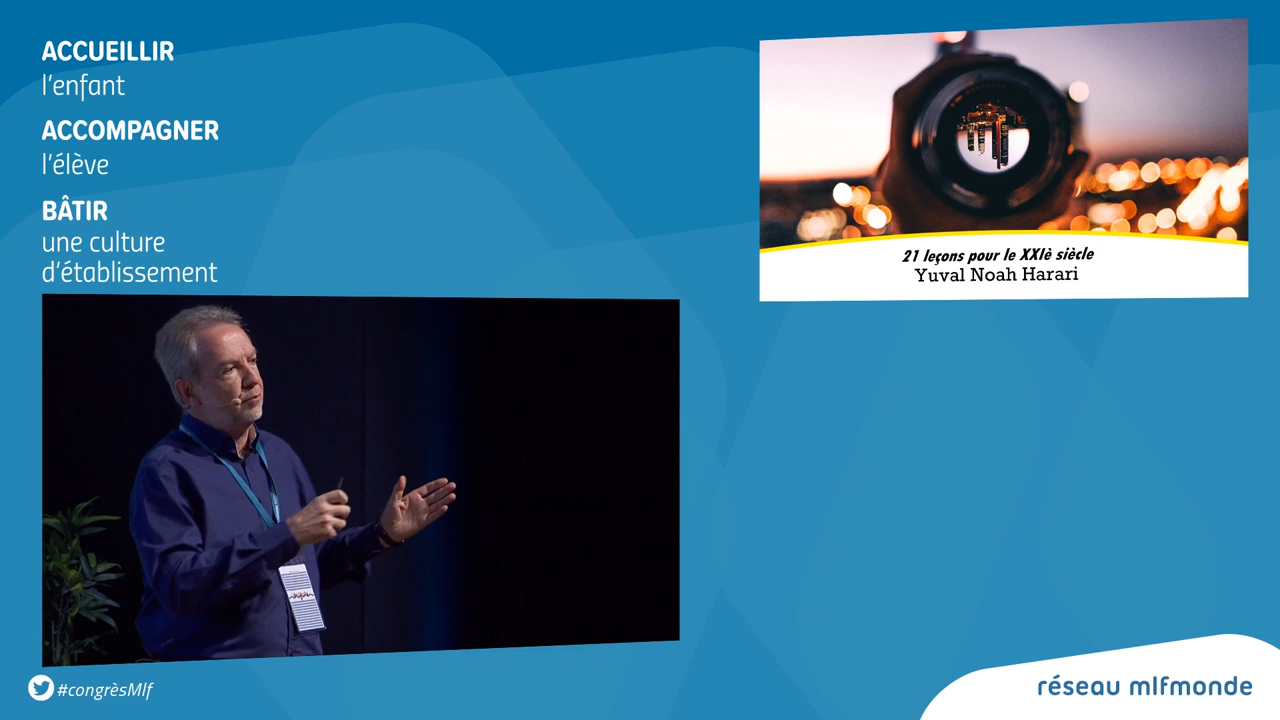 ACCUEILLIR
l'enfant
ACCOMPAGNER
l'élève
BÂTIR
une culture
d'établissement
21 leçons pour le XXIè siècle
Yuval Noah Harari
#congrèsMlf
réseau mlfmonde